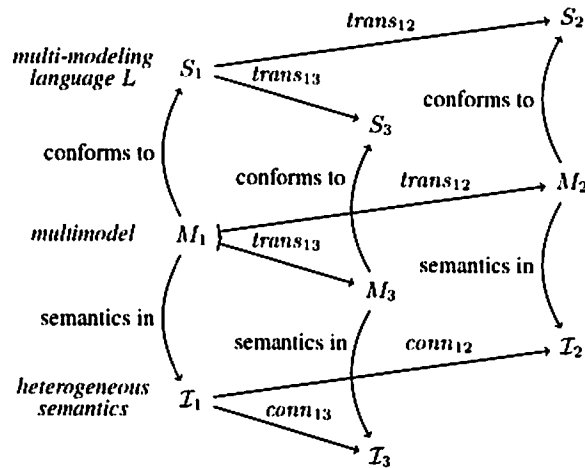 trans₁₂
S₂
multi-modeling
language L
S₁
trans₁₃
S₃
conforms to
conforms to
conforms to
trans₁₂
M₂
multimodel
M₁
trans₁₃
M₃
semantics in
semantics in
semantics in
conn₁₂
I₂
heterogeneous
semantics
I₁
conn₁₃
I₃